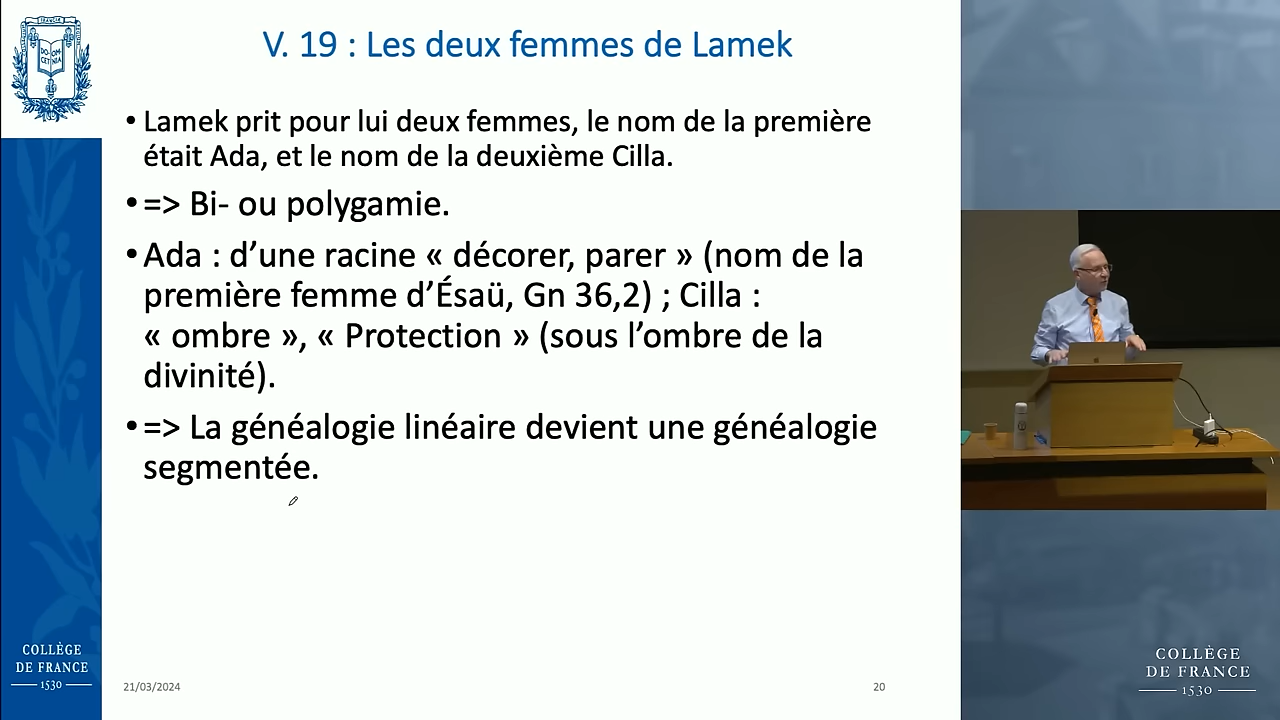 V. 19 : Les deux femmes de Lamek
• Lamek prit pour lui deux femmes, le nom de la première
était Ada, et le nom de la deuxième Cilla.
• => Bi- ou polygamie.
• Ada : d’une racine « décorer, parer » (nom de la
première femme d’Ésaü, Gn 36,2) ; Cilla :
« ombre », « Protection » (sous l’ombre de la
divinité).
• => La généalogie linéaire devient une généalogie
segmentée.
COLLÈGE
DE FRANCE
1530
21/03/2024
20
COLLÈGE
DE FRANCE
1530